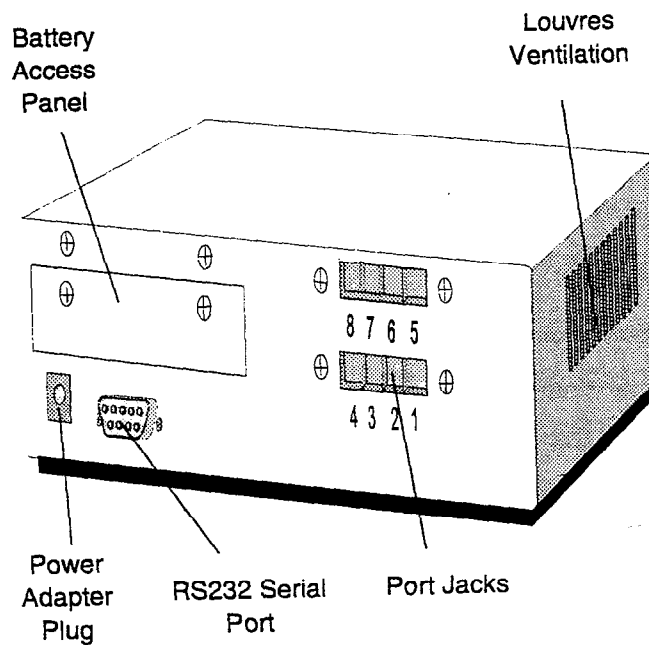 Battery
Access
Panel
Louvres
Ventilation
8 7 6 5
4 3 2 1
Power
Adapter
Plug
RS232 Serial
Port
Port Jacks